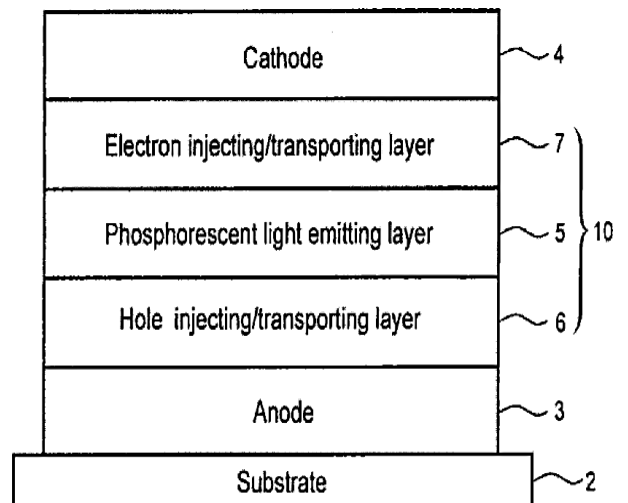 Cathode 4
Electron injecting/transporting layer 7
Phosphorescent light emitting layer 5 10
Hole injecting/transporting layer 6
Anode 3
Substrate 2